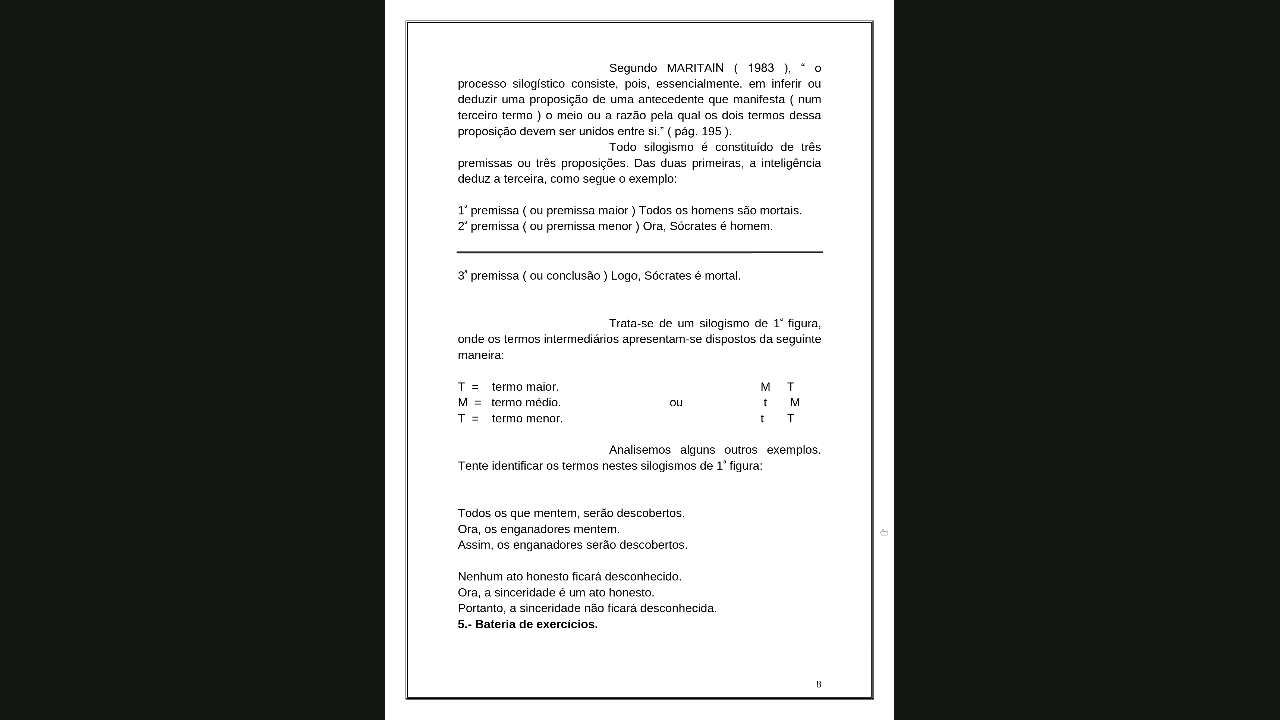 Segundo MARITAIN ( 1983 ), “ o
processo silogístico consiste, pois, essencialmente, em inferir ou
deduzir uma proposição de uma antecedente que manifesta ( num
terceiro termo ) o meio ou a razão pela qual os dois termos dessa
proposição devem ser unidos entre si.” ( pág. 195 ).
Todo silogismo é constituído de três
premissas ou três proposições. Das duas primeiras, a inteligência
deduz a terceira, como segue o exemplo:
1ª premissa ( ou premissa maior ) Todos os homens são mortais.
2ª premissa ( ou premissa menor ) Ora, Sócrates é homem.
3ª premissa ( ou conclusão ) Logo, Sócrates é mortal.
Trata-se de um silogismo de 1ª figura,
onde os termos intermediários apresentam-se dispostos da seguinte
maneira:
T = termo maior. M T
M = termo médio. ou t M
T = termo menor. t T
Analisemos alguns outros exemplos.
Tente identificar os termos nestes silogismos de 1ª figura:
Todos os que mentem, serão descobertos.
Ora, os enganadores mentem.
Assim, os enganadores serão descobertos.
Nenhum ato honesto ficará desconhecido.
Ora, a sinceridade é um ato honesto.
Portanto, a sinceridade não ficará desconhecida.
5.- Bateria de exercícios.
8